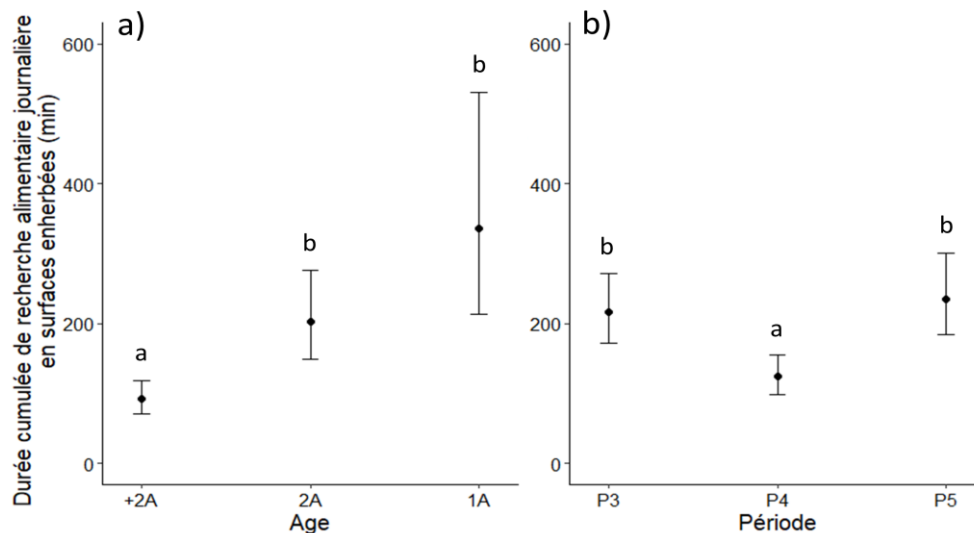 Durée cumulée de recherche alimentaire journalière
en surfaces enherbées (min)
a)
600
400
200
0
a
b
b
+2A 2A 1A
Age
b)
600
400
200
0
b
a
b
P3 P4 P5
Période